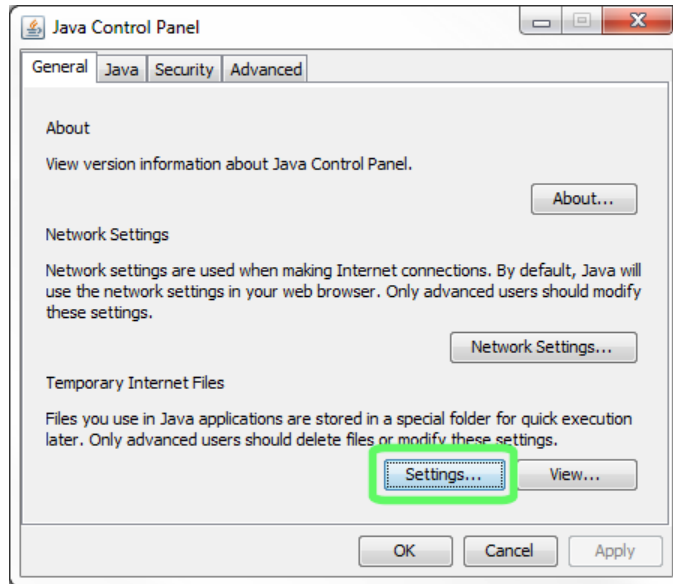 Java Control Panel
General Java Security Advanced
About
View version information about Java Control Panel.
About...
Network Settings
Network settings are used when making Internet connections. By default, Java will
use the network settings in your web browser. Only advanced users should modify
these settings.
Network Settings...
Temporary Internet Files
Files you use in Java applications are stored in a special folder for quick execution
later. Only advanced users should delete files or modify these settings.
Settings... View...
OK Cancel Apply